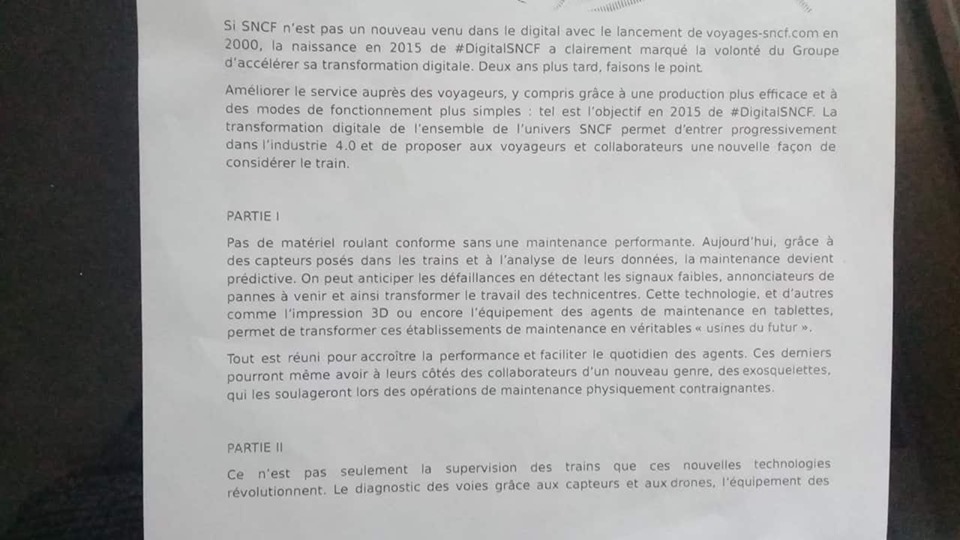 Si SNCF n'est pas un nouveau venu dans le digital avec le lancement de voyages-sncf.com en
2000, la naissance en 2015 de #DigitalSNCF a clairement marqué la volonté du Groupe
d'accélérer sa transformation digitale. Deux ans plus tard, faisons le point.
Améliorer le service auprès des voyageurs, y compris grâce à une production plus efficace et à
des modes de fonctionnement plus simples : tel est l'objectif en 2015 de #DigitalSNCF. La
transformation digitale de l'ensemble de l'univers SNCF permet d'entrer progressivement
dans l'industrie 4.0 et de proposer aux voyageurs et collaborateurs une nouvelle façon de
considérer le train.
PARTIE I
Pas de matériel roulant conforme sans une maintenance performante. Aujourd'hui, grâce à
des capteurs posés dans les trains et à l'analyse de leurs données, la maintenance devient
prédictive. On peut anticiper les défaillances en détectant les signaux faibles, annonciateurs de
pannes à venir et ainsi transformer le travail des technicentres. Cette technologie, et d'autres
comme l'impression 3D ou encore l'équipement des agents de maintenance en tablettes,
permet de transformer ces établissements de maintenance en véritables « usines du futur ».
Tout est réuni pour accroître la performance et faciliter le quotidien des agents. Ces derniers
pourront même avoir à leurs côtés des collaborateurs d'un nouveau genre, des exosquelettes,
qui les soulageront lors des opérations de maintenance physiquement contraignantes.
PARTIE II
Ce n'est pas seulement la supervision des trains que ces nouvelles technologies
révolutionnent. Le diagnostic des voies grâce aux capteurs et aux drones, l'équipement des